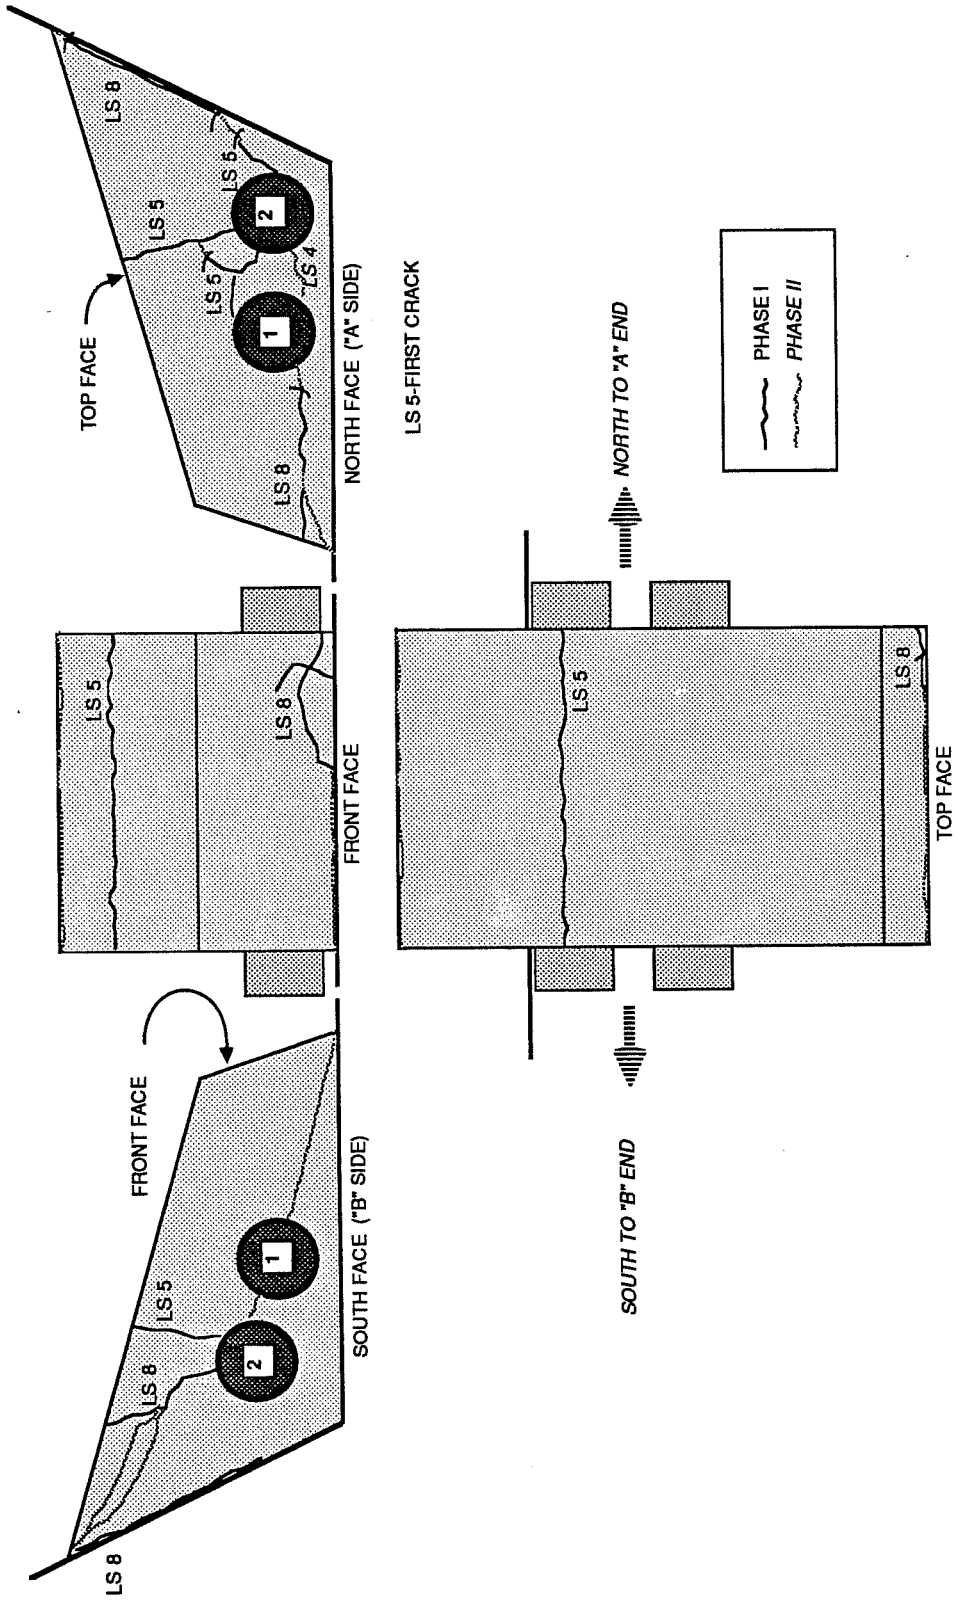 FRONT FACE
LS 8
LS 8
LS 5
2
1
SOUTH FACE ("B" SIDE)
LS 5
LS 8
FRONT FACE
TOP FACE
LS 8
LS 5
LS 5
LS 5
LS 4
LS 8
2
1
NORTH FACE ("A" SIDE)
LS 5-FIRST CRACK
SOUTH TO "B" END
NORTH TO "A" END
LS 5
LS 8
TOP FACE
PHASE I
PHASE II